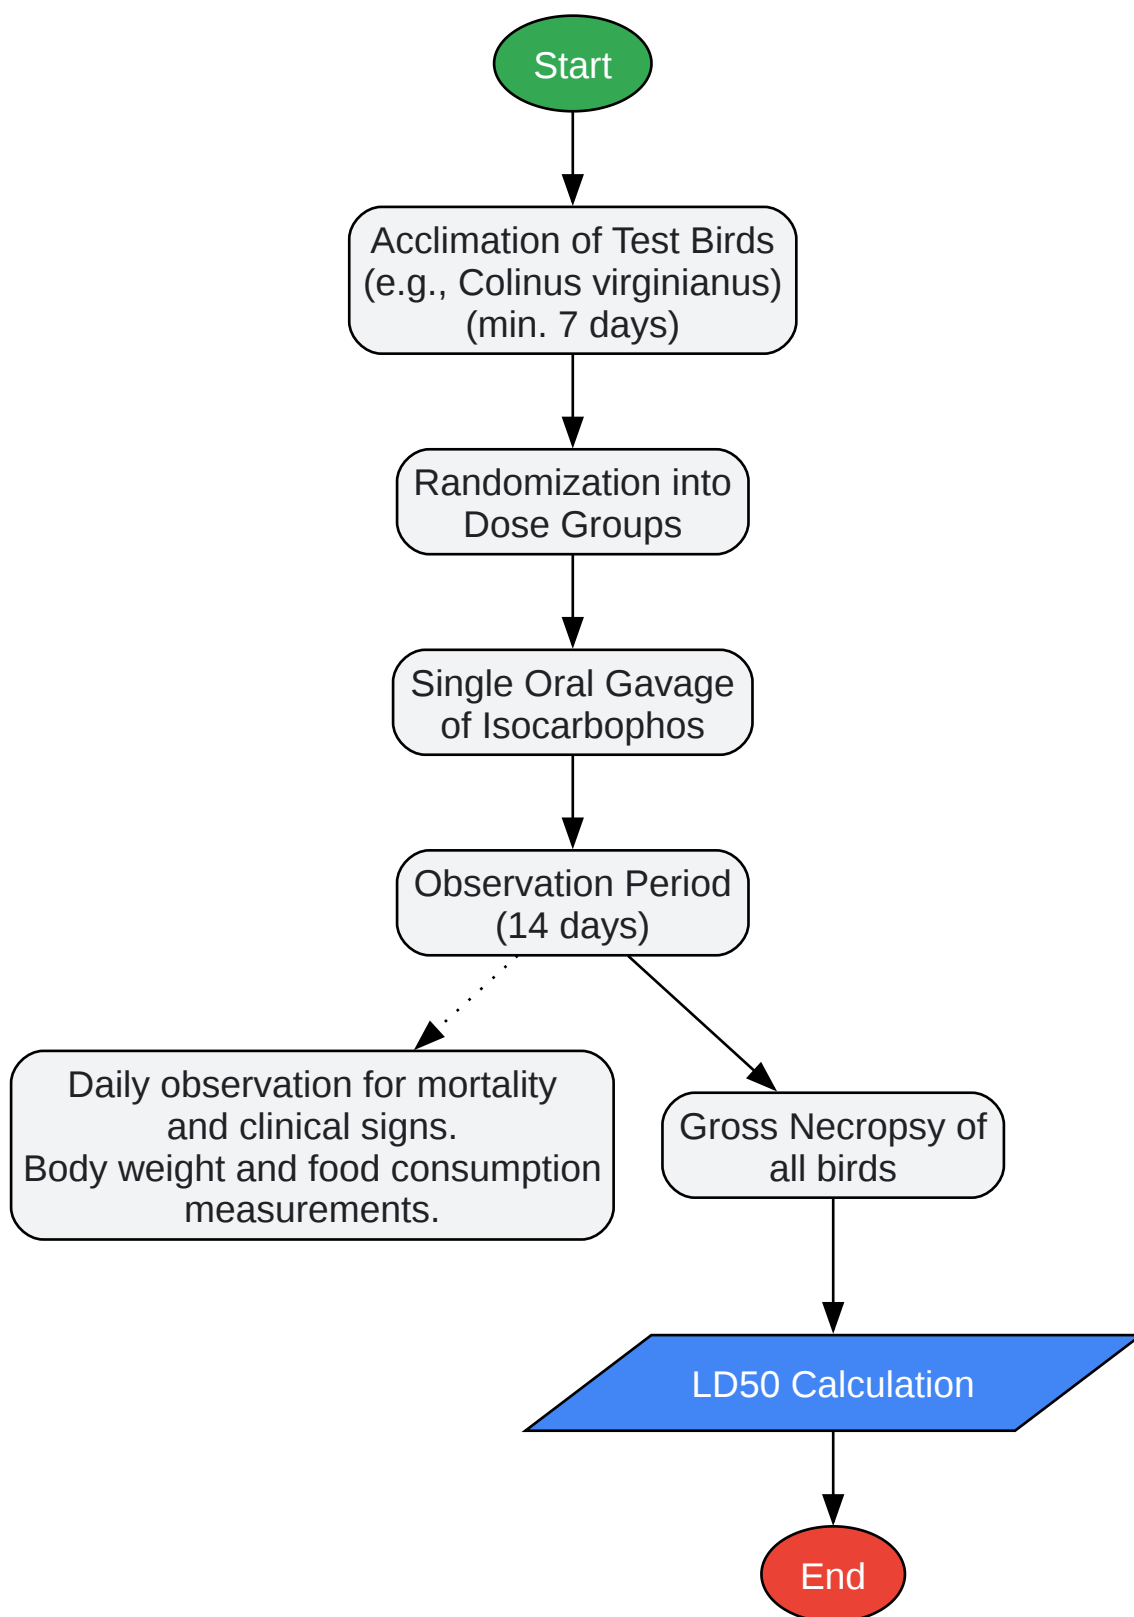 Start
Acclimation of Test Birds
(e.g., Colinus virginianus)
(min. 7 days)
Randomization into
Dose Groups
Single Oral Gavage
of Isocarbophos
Observation Period
(14 days)
Daily observation for mortality
and clinical signs.
Body weight and food consumption
measurements.
Gross Necropsy of
all birds
LD50 Calculation
End